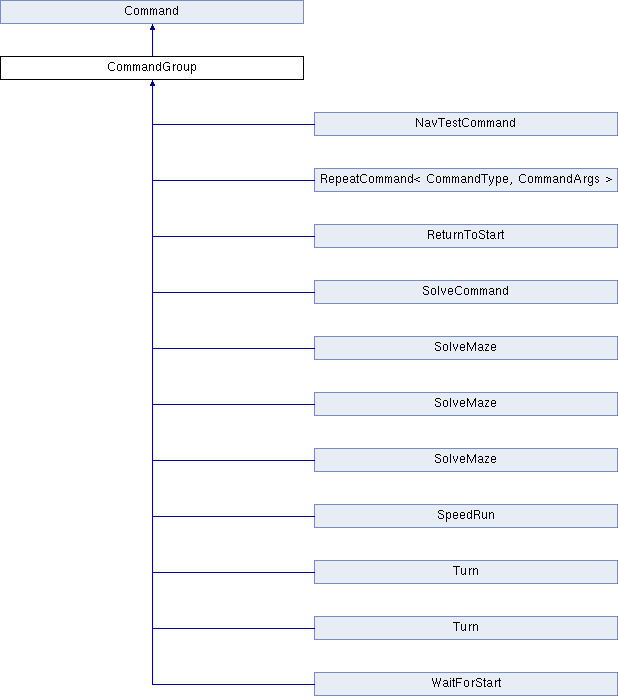 Command
CommandGroup
NavTestCommand
RepeatCommand< CommandType, CommandArgs >
ReturnToStart
SolveCommand
SolveMaze
SolveMaze
SolveMaze
SpeedRun
Turn
Turn
WaitForStart